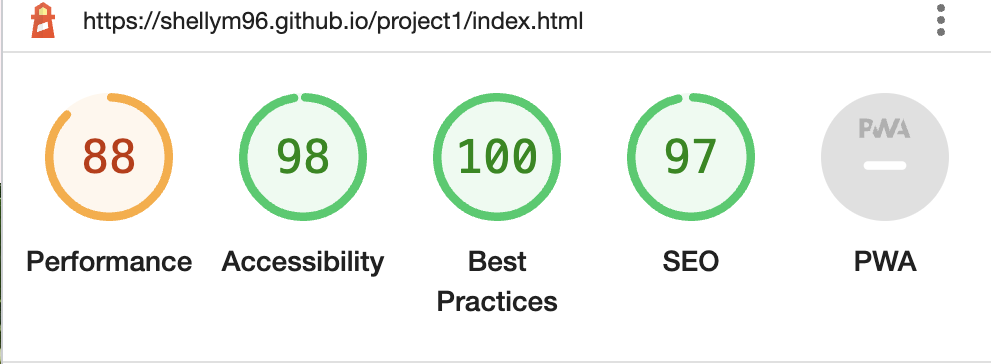 https://shellym96.github.io/project1/index.html
88 98 100 97 PWA
Performance Accessibility Best Practices SEO PWA